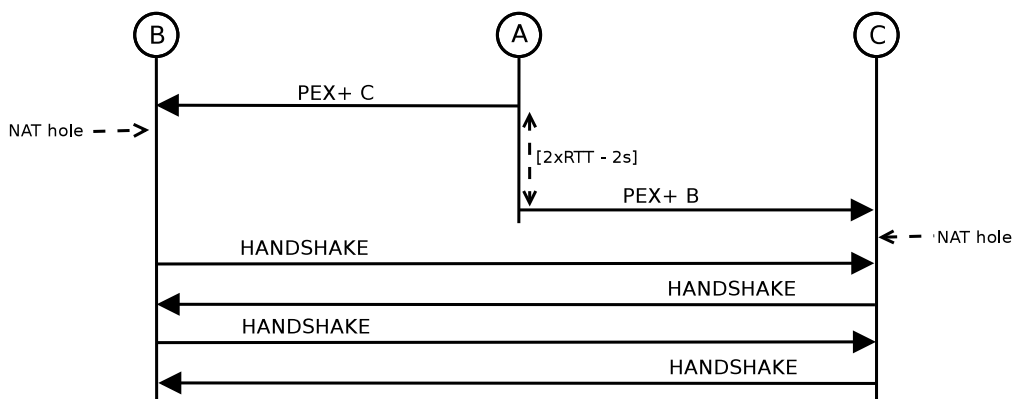 B
A
C
PEX+ C
NAT hole
[2xRTT - 2s]
PEX+ B
NAT hole
HANDSHAKE
HANDSHAKE
HANDSHAKE
HANDSHAKE